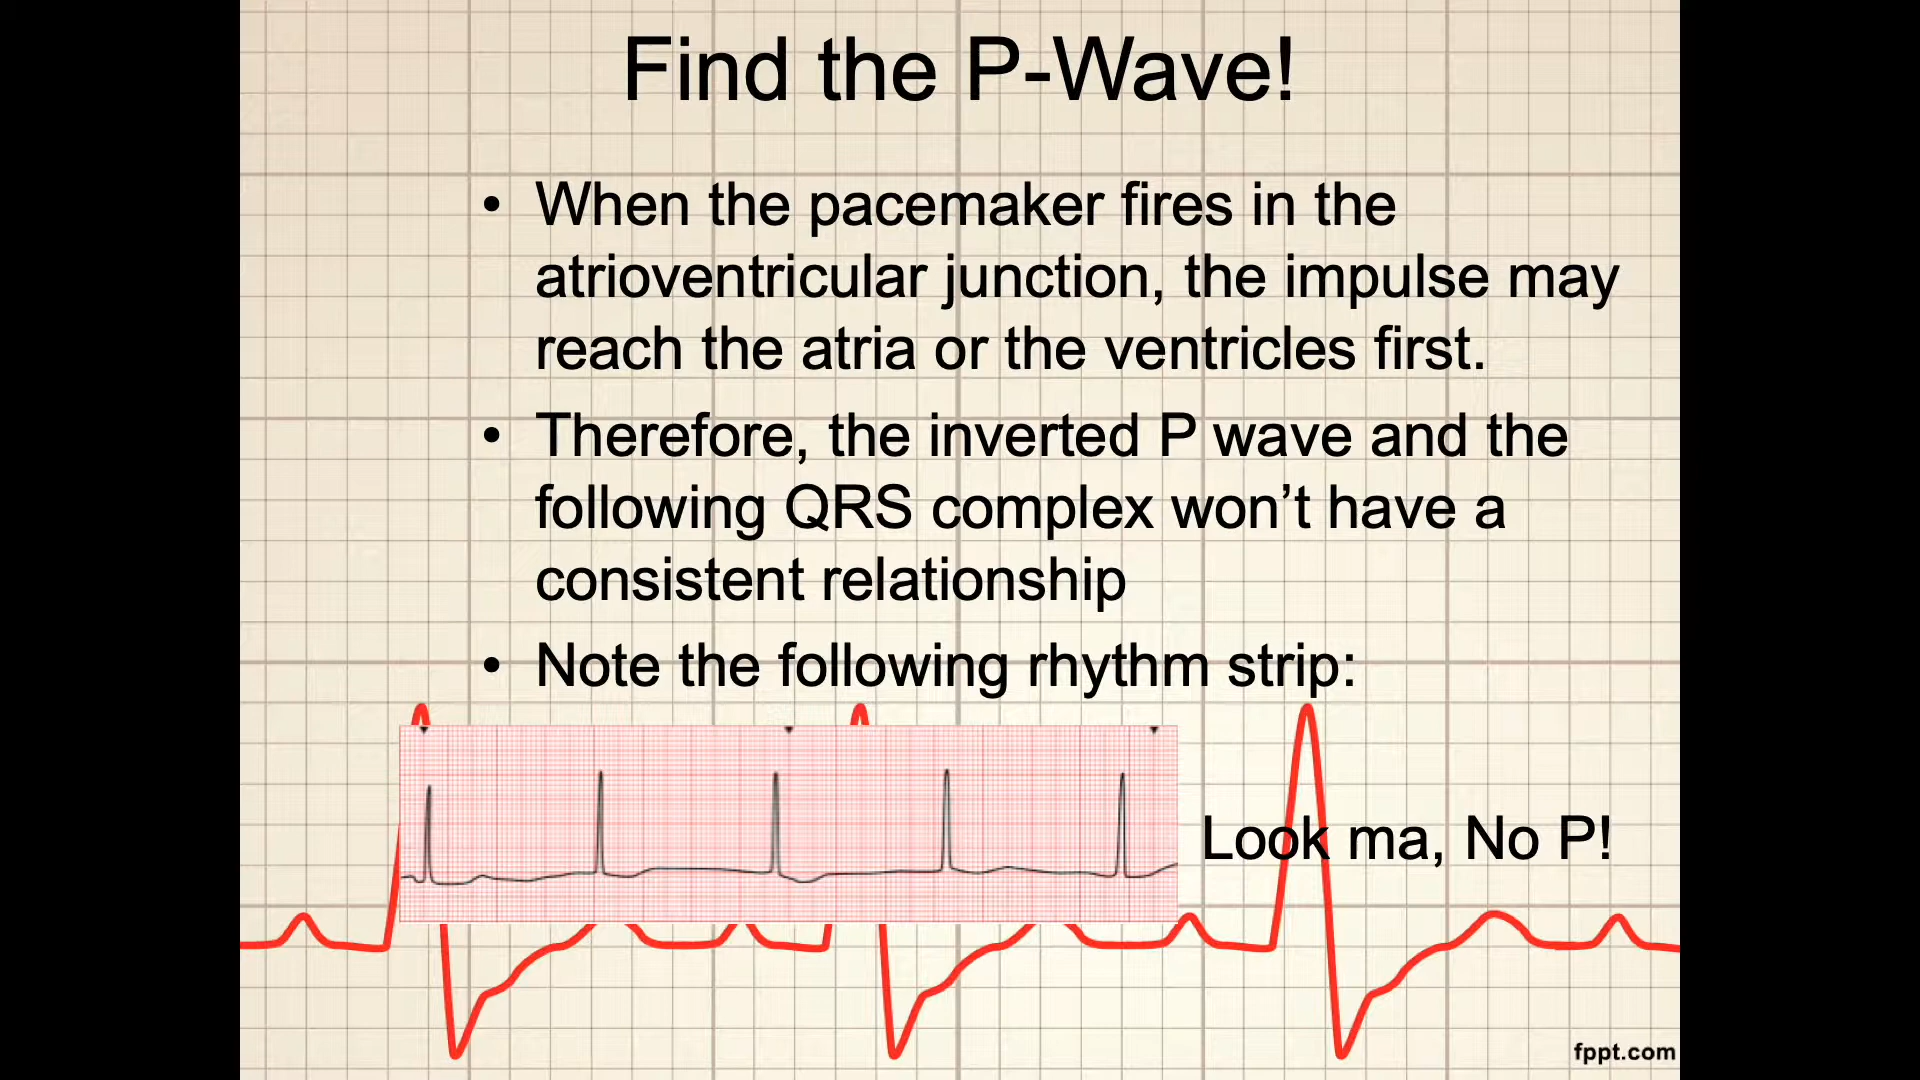 Find the P-Wave!
• When the pacemaker fires in the
atrioventricular junction, the impulse may
reach the atria or the ventricles first.
• Therefore, the inverted P wave and the
following QRS complex won’t have a
consistent relationship
• Note the following rhythm strip:
Look ma, No P!
fppt.com